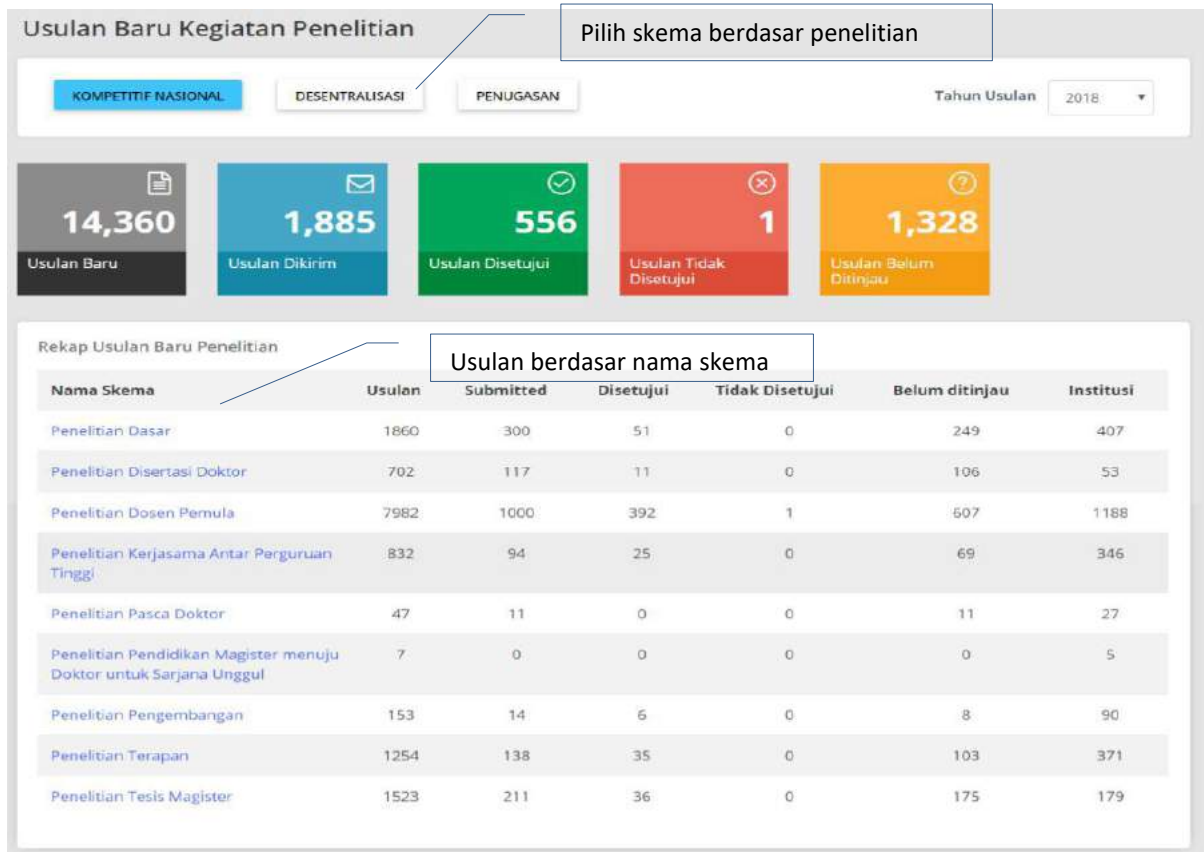 Usulan Baru Kegiatan Penelitian
Pilih skema berdasar penelitian
KOMPETITIF NASIONAL DESENTRALISASI PENUGASAN Tahun Usulan 2018
14,360 1,885 556 1 1,328
Usulan Baru Usulan Dikirim Usulan Disetujui Usulan Tidak Disetujui Usulan Belum Ditinjau
Rekap Usulan Baru Penelitian
Usulan berdasar nama skema
Nama Skema Usulan Submitted Disetujui Tidak Disetujui Belum ditinjau Institusi
Penelitian Dasar 1860 300 51 0 249 407
Penelitian Disertasi Doktor 702 117 11 0 106 53
Penelitian Dosen Pemula 7982 1000 392 1 607 1188
Penelitian Kerjasama Antar Perguruan 832 94 25 0 69 346
Tinggi
Penelitian Pasca Doktor 47 11 0 0 11 27
Penelitian Pendidikan Magister menuju 7 0 0 0 0 5
Doktor untuk Sarjana Unggul
Penelitian Pengembangan 153 14 6 0 8 90
Penelitian Terapan 1254 138 35 0 103 371
Penelitian Tesis Magister 1523 211 36 0 175 179